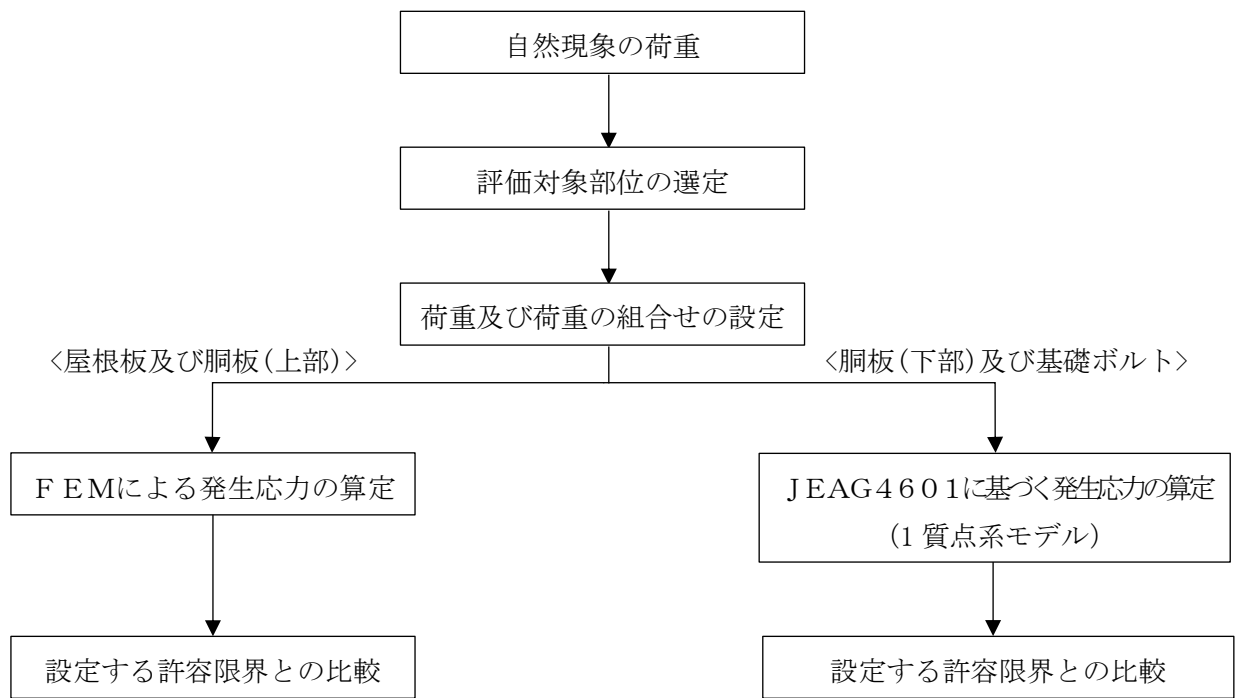 自然現象の荷重
評価対象部位の選定
荷重及び荷重の組合せの設定
<屋根板及び胴板(上部)>
<胴板(下部)及び基礎ボルト>
ＦＥＭによる発生応力の算定
ＪＥＡＧ４６０１に基づく発生応力の算定
(1 質点系モデル)
設定する許容限界との比較
設定する許容限界との比較